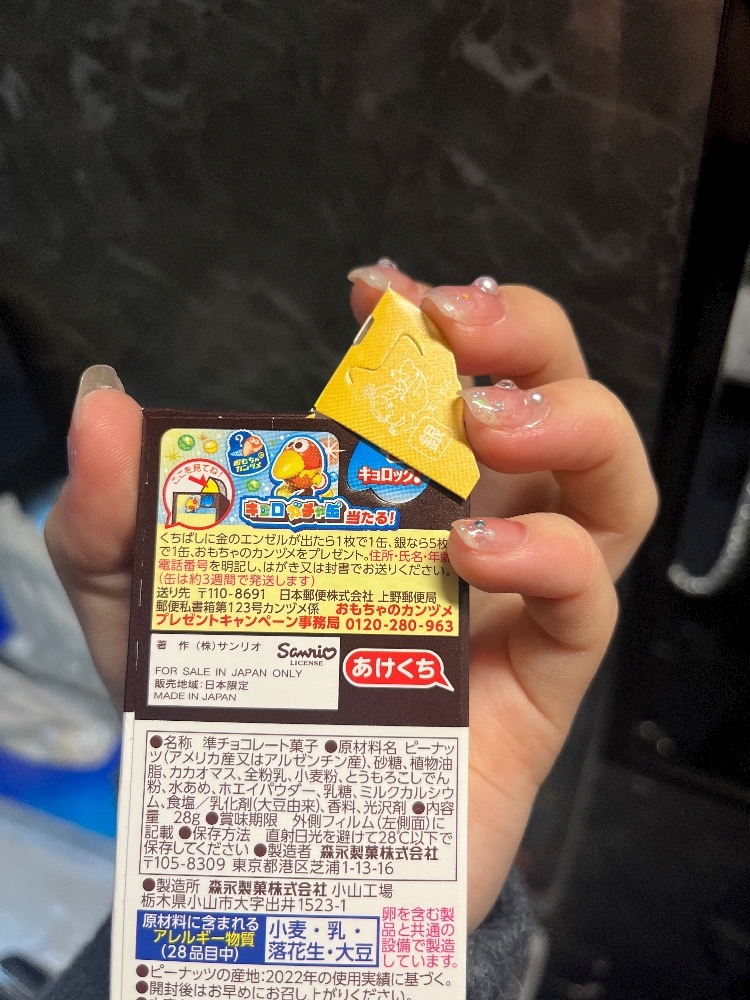 銀
ここを見てね!
おもちゃの
カンヅメ
キョロック
キョロガチャ缶 当たる!
くちばしに金のエンゼルが出たら1枚で1缶、銀なら5枚
で1缶、おもちゃのカンヅメをプレゼント。住所・氏名・年齢
電話番号を明記し、はがき又は封書でお送りください。
(缶は約3週間で発送します)
送り先 〒110-8691 日本郵便株式会社 上野郵便局
郵便私書箱第123号カンヅメ係 おもちゃのカンヅメ
プレゼントキャンペーン事務局 0120-280-963
著 作 (株)サンリオ
Sanrio
LICENSE
FOR SALE IN JAPAN ONLY
販売地域:日本限定
MADE IN JAPAN
あけくち
●名称 準チョコレート菓子 ●原材料名 ピーナッ
ツ(アメリカ産又はアルゼンチン産)、砂糖、植物油
脂、カカオマス、全粉乳、小麦粉、とうもろこしでん
粉、水あめ、ホエイパウダー、乳糖、ミルクカルシウ
ム、食塩/乳化剤(大豆由来)、香料、光沢剤 ●内容
量 28g ●賞味期限 外側フィルム(左側面)に
記載 ●保存方法 直射日光を避けて28℃以下で
保存してください ●製造者 森永製菓株式会社
〒105-8309 東京都港区芝浦1-13-16
●製造所 森永製菓株式会社 小山工場
栃木県小山市大字出井1523-1
原材料に含まれる
アレルギー物質
(28品目中)
小麦・乳・
落花生・大豆
卵を含む製
品と共通の
設備で製造
しています。
●ピーナッツの産地:2022年の使用実績に基づく。
●開封後はお早めにお召し上がりください。